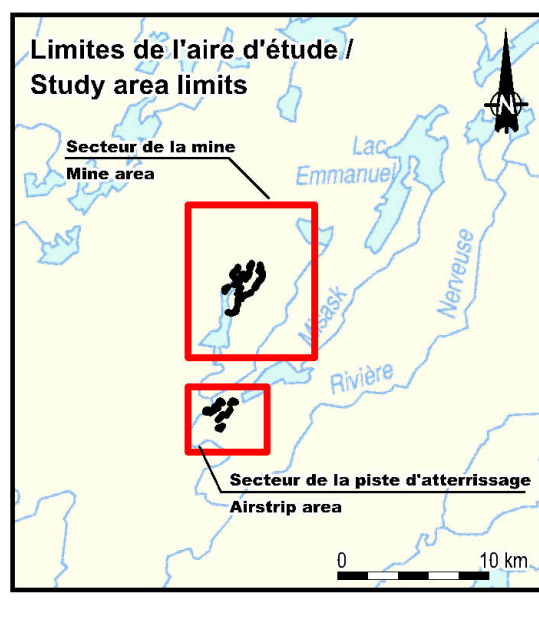 Limites de l'aire d'étude /
Study area limits
N
Secteur de la mine
Mine area
Lac
Emmanuel
Misask
Nerveuse
Rivière
Secteur de la piste d'atterrissage
Airstrip area
0 10 km